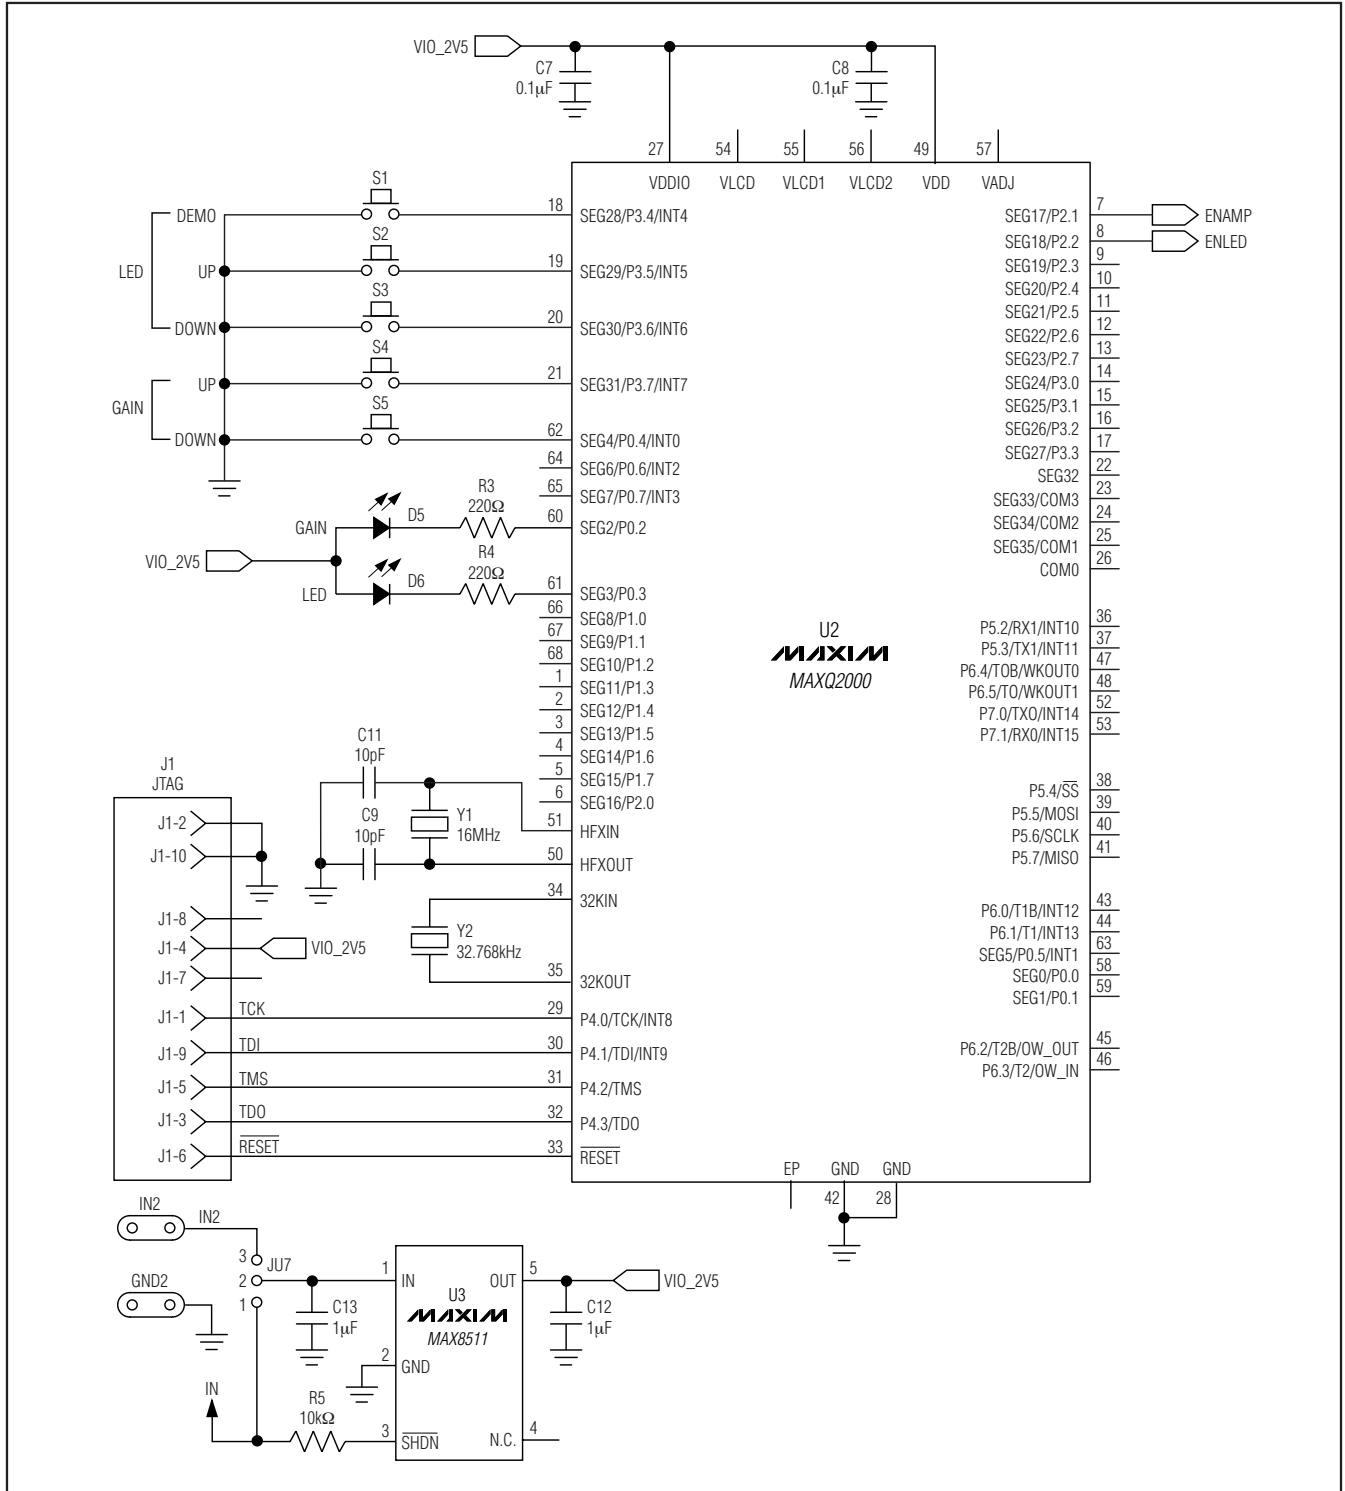 VIO_2V5
C7
0.1µF
C8
0.1µF
27
54
55
56
49
57
VDDIO
VLCD
VLCD1
VLCD2
VDD
VADJ
LED
DEMO
S1
18
SEG28/P3.4/INT4
UP
S2
19
SEG29/P3.5/INT5
DOWN
S3
20
SEG30/P3.6/INT6
GAIN
UP
S4
21
SEG31/P3.7/INT7
DOWN
S5
62
SEG4/P0.4/INT0
64
SEG6/P0.6/INT2
65
SEG7/P0.7/INT3
VIO_2V5
GAIN
D5
R3
220Ω
60
SEG2/P0.2
LED
D6
R4
220Ω
61
SEG3/P0.3
66
SEG8/P1.0
67
SEG9/P1.1
68
SEG10/P1.2
1
SEG11/P1.3
2
SEG12/P1.4
3
SEG13/P1.5
4
SEG14/P1.6
5
SEG15/P1.7
6
SEG16/P2.0
C11
10pF
C9
10pF
Y1
16MHz
51
HFXIN
50
HFXOUT
34
32KIN
Y2
32.768kHz
35
32KOUT
J1
JTAG
J1-2
J1-10
J1-8
J1-4
VIO_2V5
J1-7
J1-1
TCK
29
P4.0/TCK/INT8
J1-9
TDI
30
P4.1/TDI/INT9
J1-5
TMS
31
P4.2/TMS
J1-3
TDO
32
P4.3/TDO
J1-6
RESET
33
RESET
U2
MAXIM
MAXQ2000
SEG17/P2.1
7
ENAMP
SEG18/P2.2
8
ENLED
SEG19/P2.3
9
SEG20/P2.4
10
SEG21/P2.5
11
SEG22/P2.6
12
SEG23/P2.7
13
SEG24/P3.0
14
SEG25/P3.1
15
SEG26/P3.2
16
SEG27/P3.3
17
SEG32
22
SEG33/COM3
23
SEG34/COM2
24
SEG35/COM1
25
COM0
26
P5.2/RX1/INT10
36
P5.3/TX1/INT11
37
P6.4/TOB/WKOUT0
47
P6.5/TO/WKOUT1
48
P7.0/TXO/INT14
52
P7.1/RX0/INT15
53
P5.4/SS
38
P5.5/MOSI
39
P5.6/SCLK
40
P5.7/MISO
41
P6.0/T1B/INT12
43
P6.1/T1/INT13
44
SEG5/P0.5/INT1
63
SEG0/P0.0
58
SEG1/P0.1
59
P6.2/T2B/OW_OUT
45
P6.3/T2/OW_IN
46
EP
GND
GND
42
28
IN2
IN2
GND2
3
2
1
JU7
C13
1µF
IN
R5
10kΩ
1
IN
2
GND
3
SHDN
U3
MAXIM
MAX8511
OUT
5
N.C.
4
C12
1µF
VIO_2V5